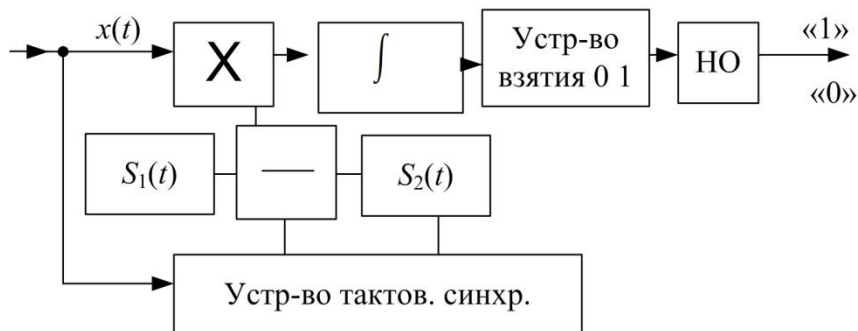 x(t)
X
∫
Устр-во
взятия 0 1
НО
«1»
«0»
S₁(t)
—
S₂(t)
Устр-во тактов. синхр.